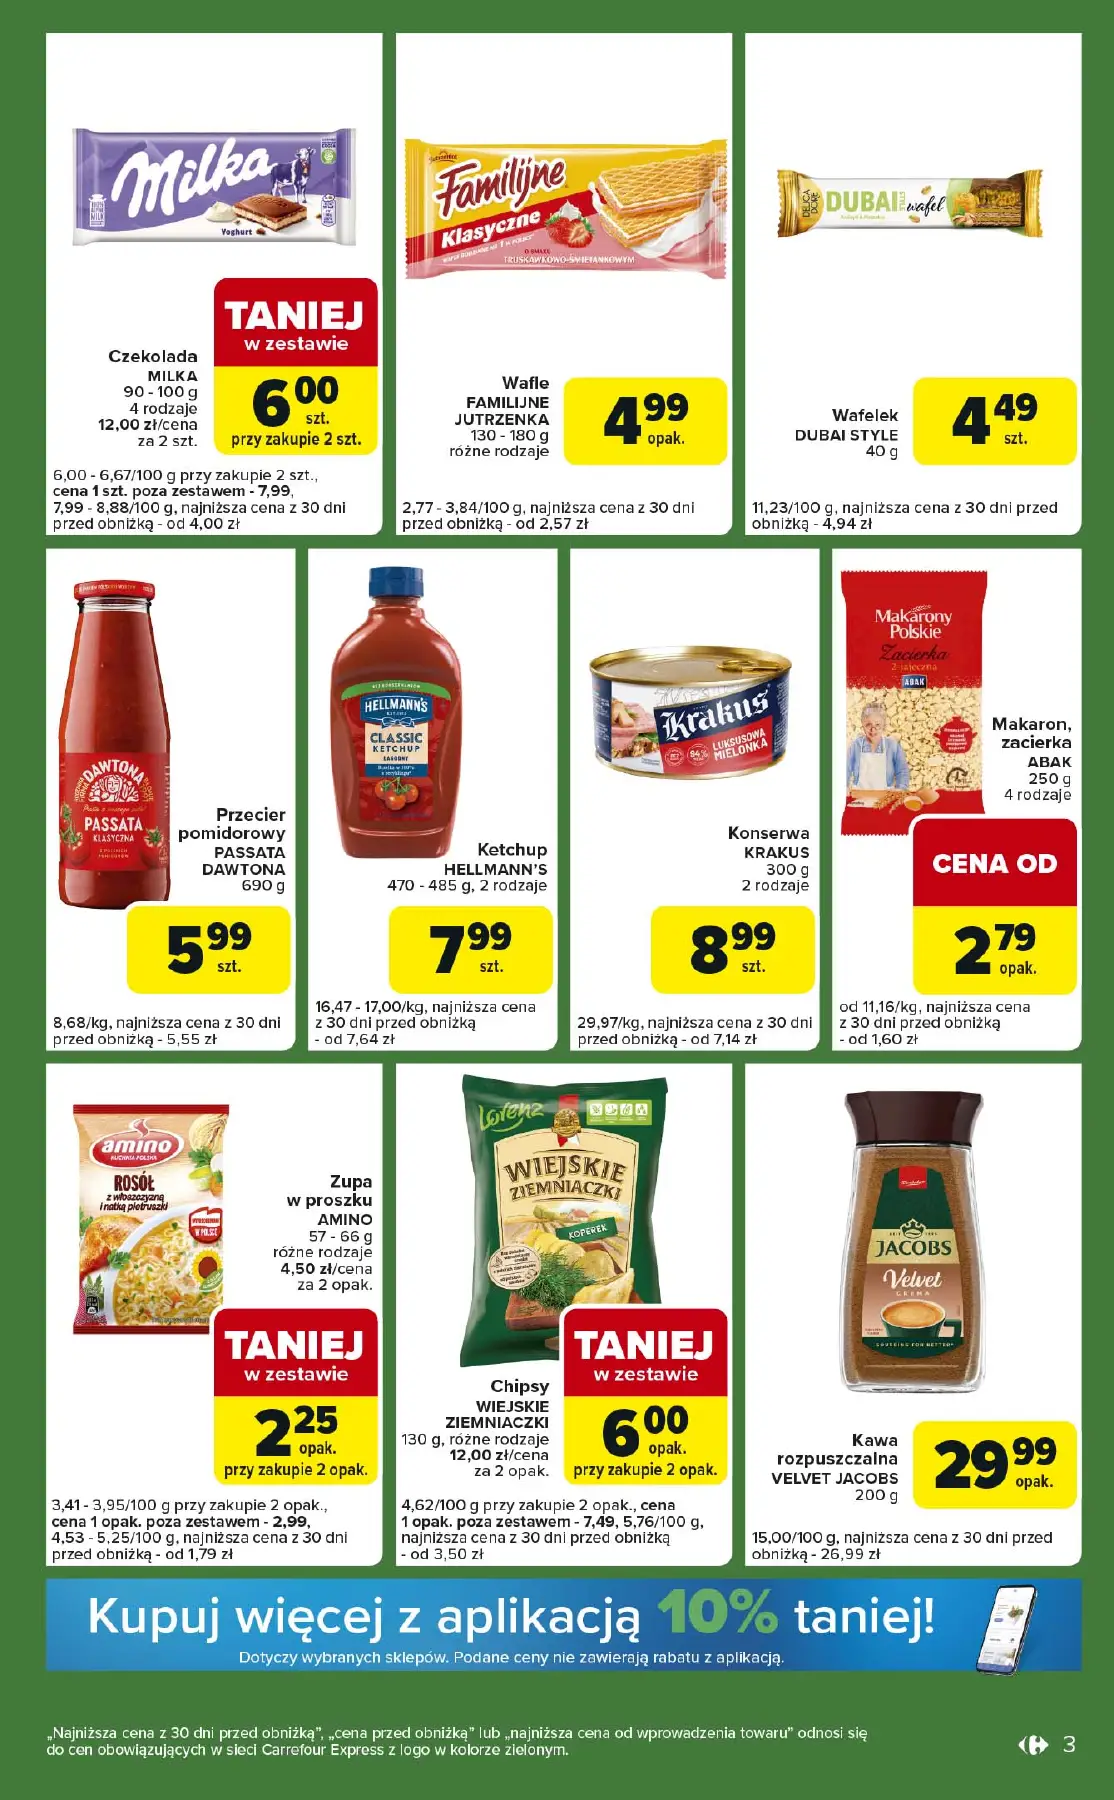 Milka
Yoghurt
TANIEJ
w zestawie
Czekolada
MILKA
90 - 100 g
4 rodzaje
12,00 zł/cena
za 2 szt.
6 00
szt.
przy zakupie 2 szt.
6,00 - 6,67/100 g przy zakupie 2 szt.,
cena 1 szt. poza zestawem - 7,99,
7,99 - 8,88/100 g, najniższa cena z 30 dni
przed obniżką - od 4,00 zł
Familijne
Klasyczne
O SMAKU
TRUSKAWKOWO-ŚMIETANKOWYM
Wafle
FAMILIJNE
JUTRZENKA
130 - 180 g
różne rodzaje
4 99
opak.
2,77 - 3,84/100 g, najniższa cena z 30 dni
przed obniżką - od 2,57 zł
DELICADORE
DUBAI STYLE
wafel
Wafelek
DUBAI STYLE
40 g
4 49
szt.
11,23/100 g, najniższa cena z 30 dni przed
obniżką - 4,94 zł
DAWTONA
PASSATA
KLASYCZNA
Przecier
pomidorowy
PASSATA
DAWTONA
690 g
5 99
szt.
8,68/kg, najniższa cena z 30 dni
przed obniżką - 5,55 zł
HELLMANN'S
CLASSIC
KETCHUP
ŁAGODNY
Ketchup
HELLMANN'S
470 - 485 g, 2 rodzaje
7 99
szt.
16,47 - 17,00/kg, najniższa cena
z 30 dni przed obniżką
- od 7,64 zł
Krakus
LUKSUSOWA
MIELONKA
94%
Konserwa
KRAKUS
300 g
2 rodzaje
8 99
szt.
29,97/kg, najniższa cena z 30 dni
przed obniżką - od 7,14 zł
Makarony
Polskie
Zacierka
2-jajeczna
ABAK
Makaron,
zacierka
ABAK
250 g
4 rodzaje
CENA OD
2 79
opak.
od 11,16/kg, najniższa cena
z 30 dni przed obniżką
- od 1,60 zł
amino
KUCHNIA POLSKA
ROSÓŁ
z włoszczyzną
i natką pietruszki
Zupa
w proszku
AMINO
57 - 66 g
różne rodzaje
4,50 zł/cena
za 2 opak.
TANIEJ
w zestawie
2 25
opak.
przy zakupie 2 opak.
3,41 - 3,95/100 g przy zakupie 2 opak.,
cena 1 opak. poza zestawem - 2,99,
4,53 - 5,25/100 g, najniższa cena z 30 dni
przed obniżką - od 1,79 zł
Lorenz
WIEJSKIE
ZIEMNIACZKI
KOPEREK
Chipsy
WIEJSKIE
ZIEMNIACZKI
130 g, różne rodzaje
12,00 zł/cena
za 2 opak.
TANIEJ
w zestawie
6 00
opak.
przy zakupie 2 opak.
4,62/100 g przy zakupie 2 opak., cena
1 opak. poza zestawem - 7,49, 5,76/100 g,
najniższa cena z 30 dni przed obniżką
- od 3,50 zł
JACOBS
Velvet
CREMA
Kawa
rozpuszczalna
VELVET JACOBS
200 g
29 99
15,00/100 g, najniższa cena z 30 dni przed
obniżką - 26,99 zł
Kupuj więcej z aplikacją 10% taniej!
Dotyczy wybranych sklepów. Podane ceny nie zawierają rabatu z aplikacją.
„Najniższa cena z 30 dni przed obniżką", „cena przed obniżką" lub „najniższa cena od wprowadzenia towaru" odnosi się
do cen obowiązujących w sieci Carrefour Express z logo w kolorze zielonym.
3